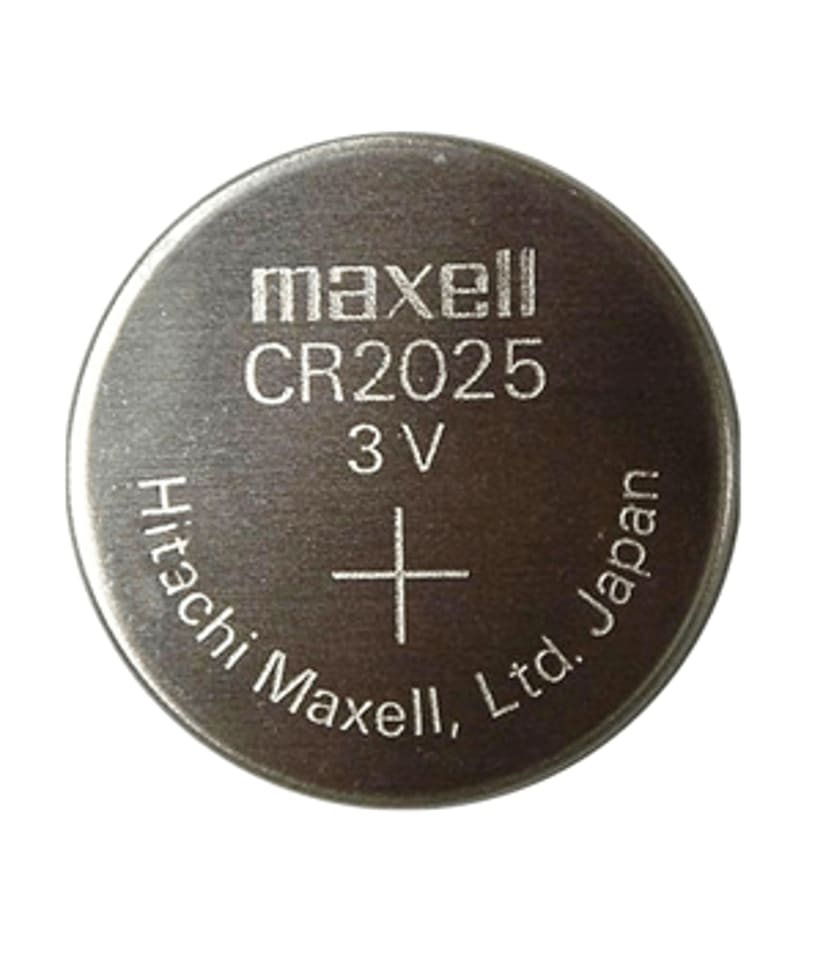 maxell
CR2025
3V
+
Hitachi Maxell, Ltd. Japan